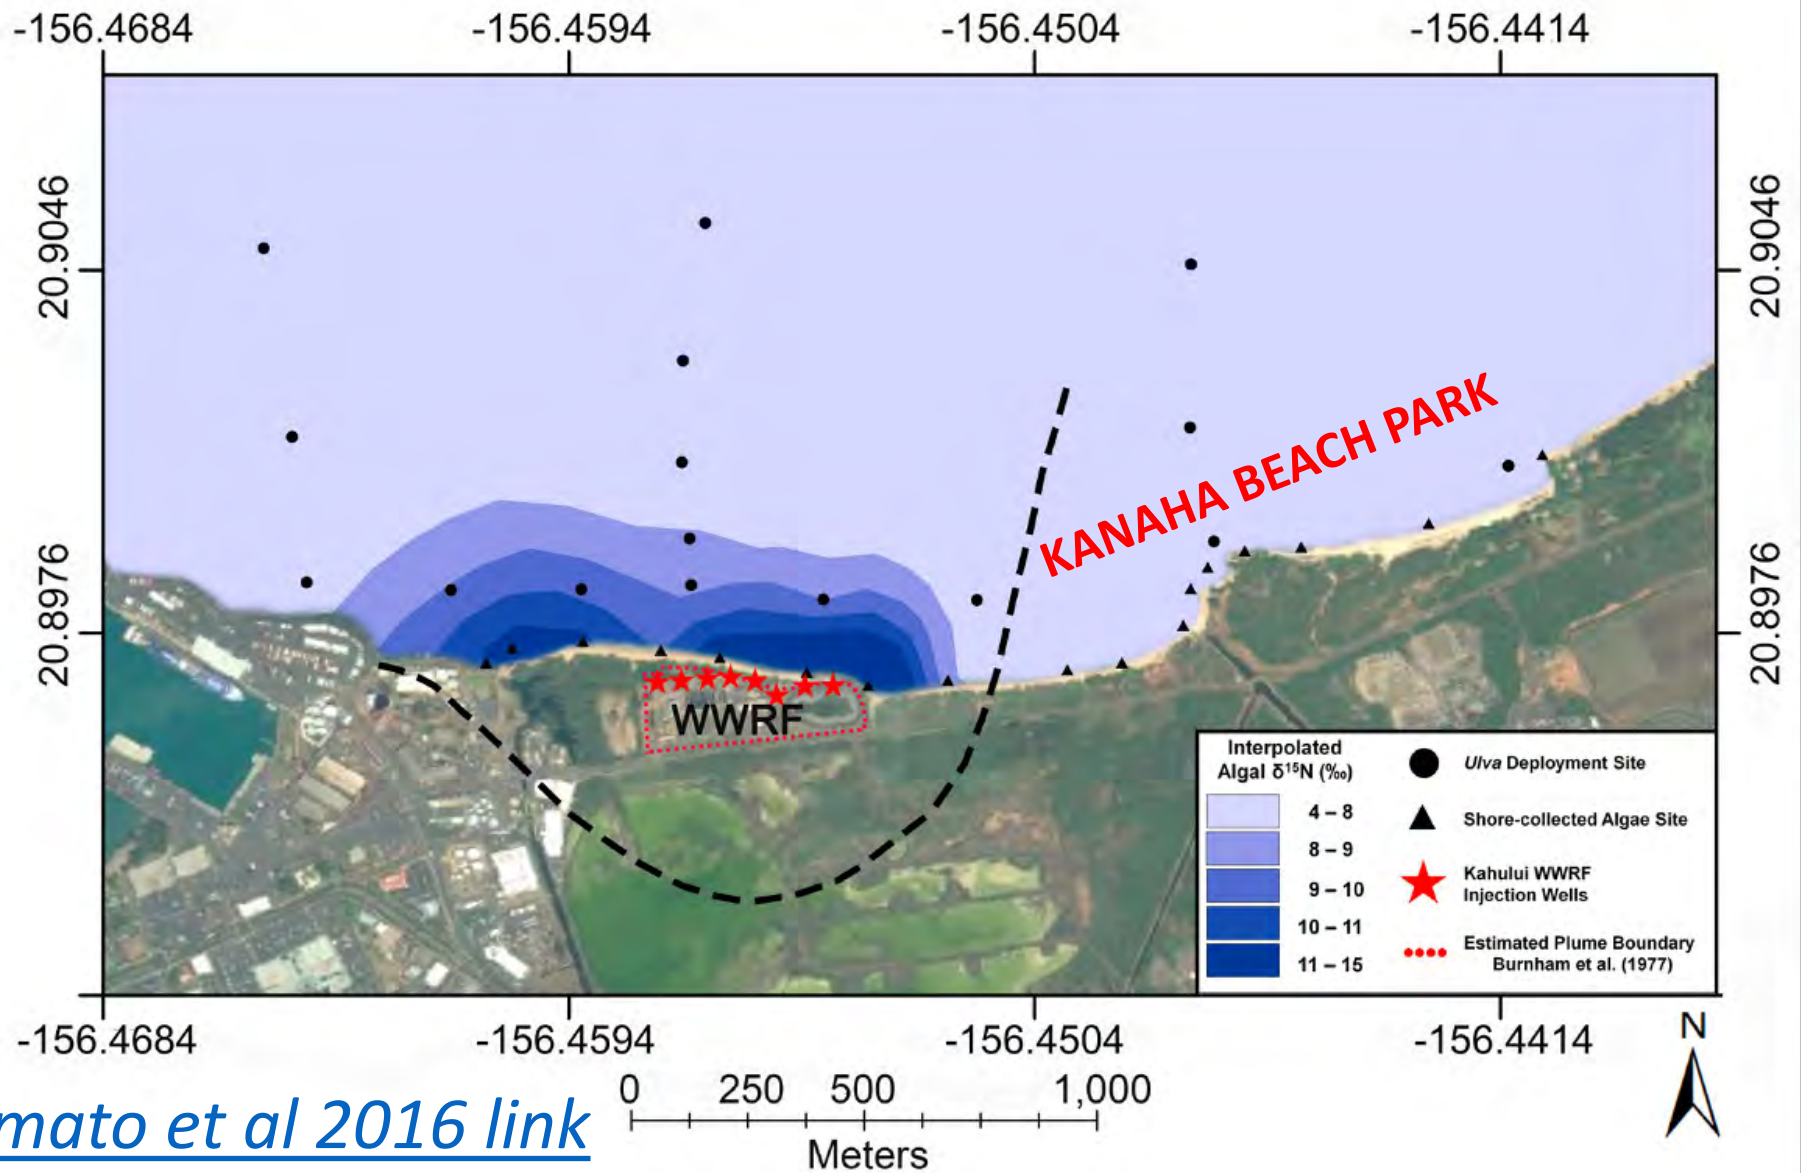 -156.4684 -156.4594 -156.4504 -156.4414
20.9046
20.9046
KANAHA BEACH PARK
20.8976
20.8976
WWRF
Interpolated
Algal δ¹⁵N (‰)
4 – 8
8 – 9
9 – 10
10 – 11
11 – 15
Ulva Deployment Site
Shore-collected Algae Site
Kahului WWRF
Injection Wells
Estimated Plume Boundary
Burnham et al. (1977)
-156.4684 -156.4594 -156.4504 -156.4414
N
0 250 500 1,000
Meters
mato et al 2016 link